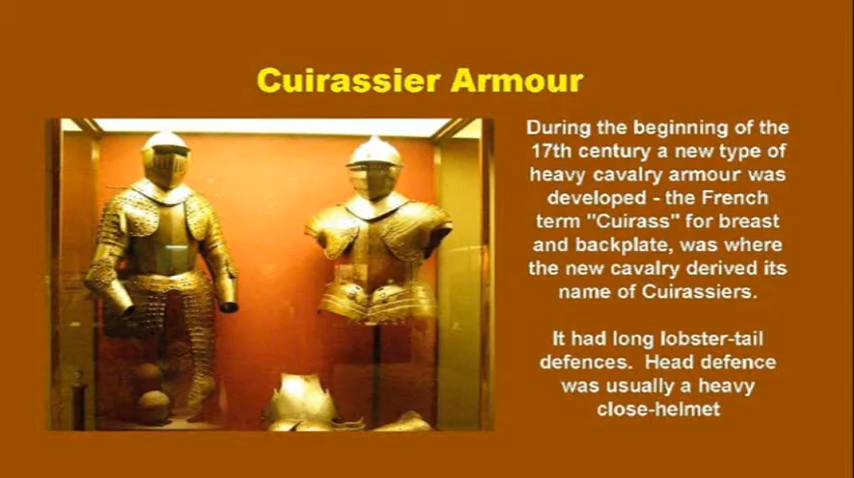 Cuirassier Armour
During the beginning of the
17th century a new type of
heavy cavalry armour was
developed - the French
term "Cuirass" for breast
and backplate, was where
the new cavalry derived its
name of Cuirassiers.
It had long lobster-tail
defences. Head defence
was usually a heavy
close-helmet